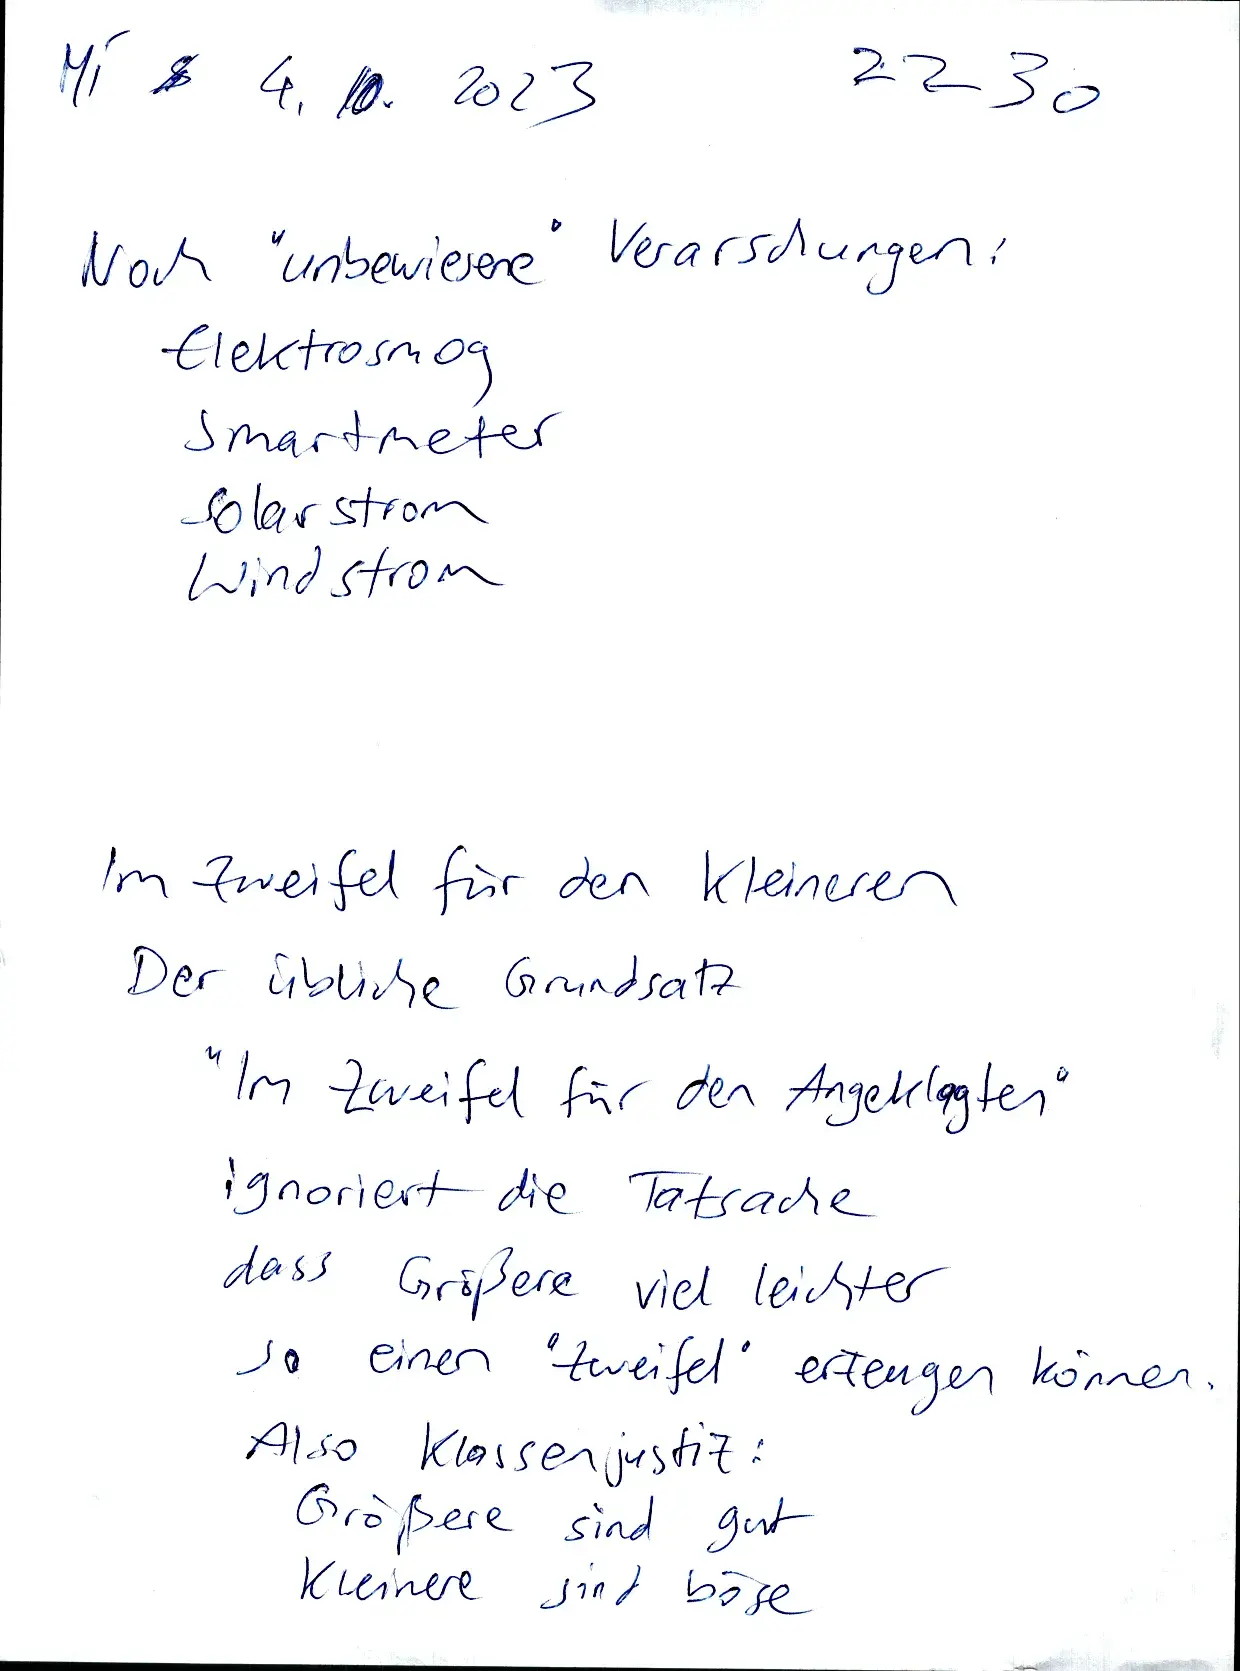 Mi 4. 10. 2023 22 30
Noch "unbewiesene" Verarschungen:
Elektrosmog
Smartmeter
Solarstrom
Windstrom
Im Zweifel für den Kleineren
Der übliche Grundsatz
"Im Zweifel für den Angeklagten"
ignoriert die Tatsache
dass Größere viel leichter
so einen "Zweifel" erzeugen können.
Also Klassenjustiz:
Größere sind gut
Kleinere sind böse